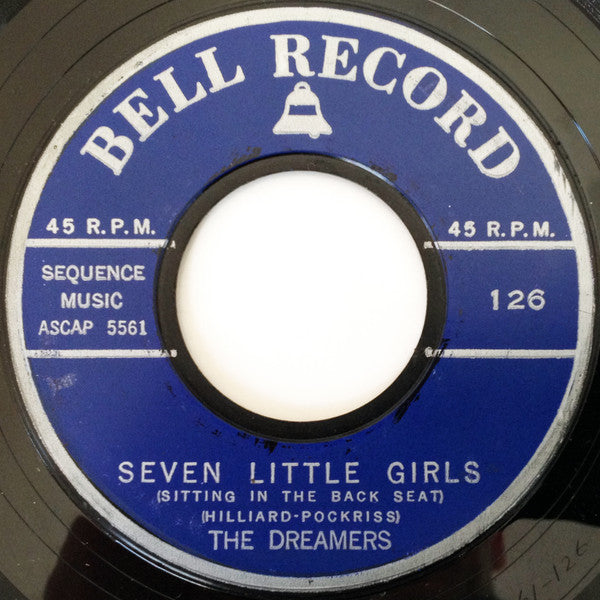 BELL RECORD
45 R.P.M.
45 R.P.M.
SEQUENCE
MUSIC
ASCAP 5561
126
SEVEN LITTLE GIRLS
(SITTING IN THE BACK SEAT)
(HILLIARD-POCKRISS)
THE DREAMERS